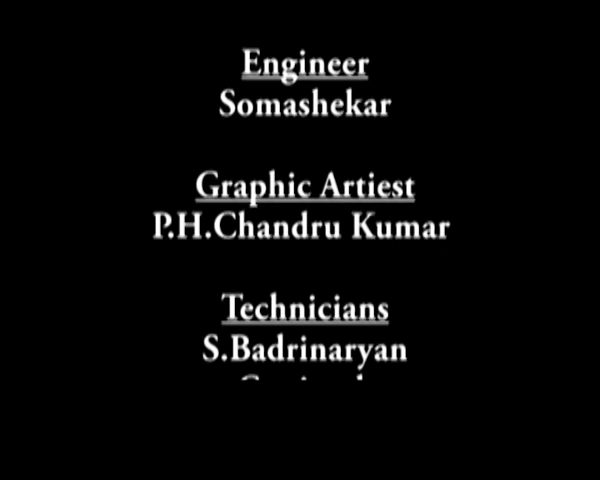 Engineer
Somashekar
Graphic Artiest
P.H.Chandru Kumar
Technicians
S.Badrinaryan